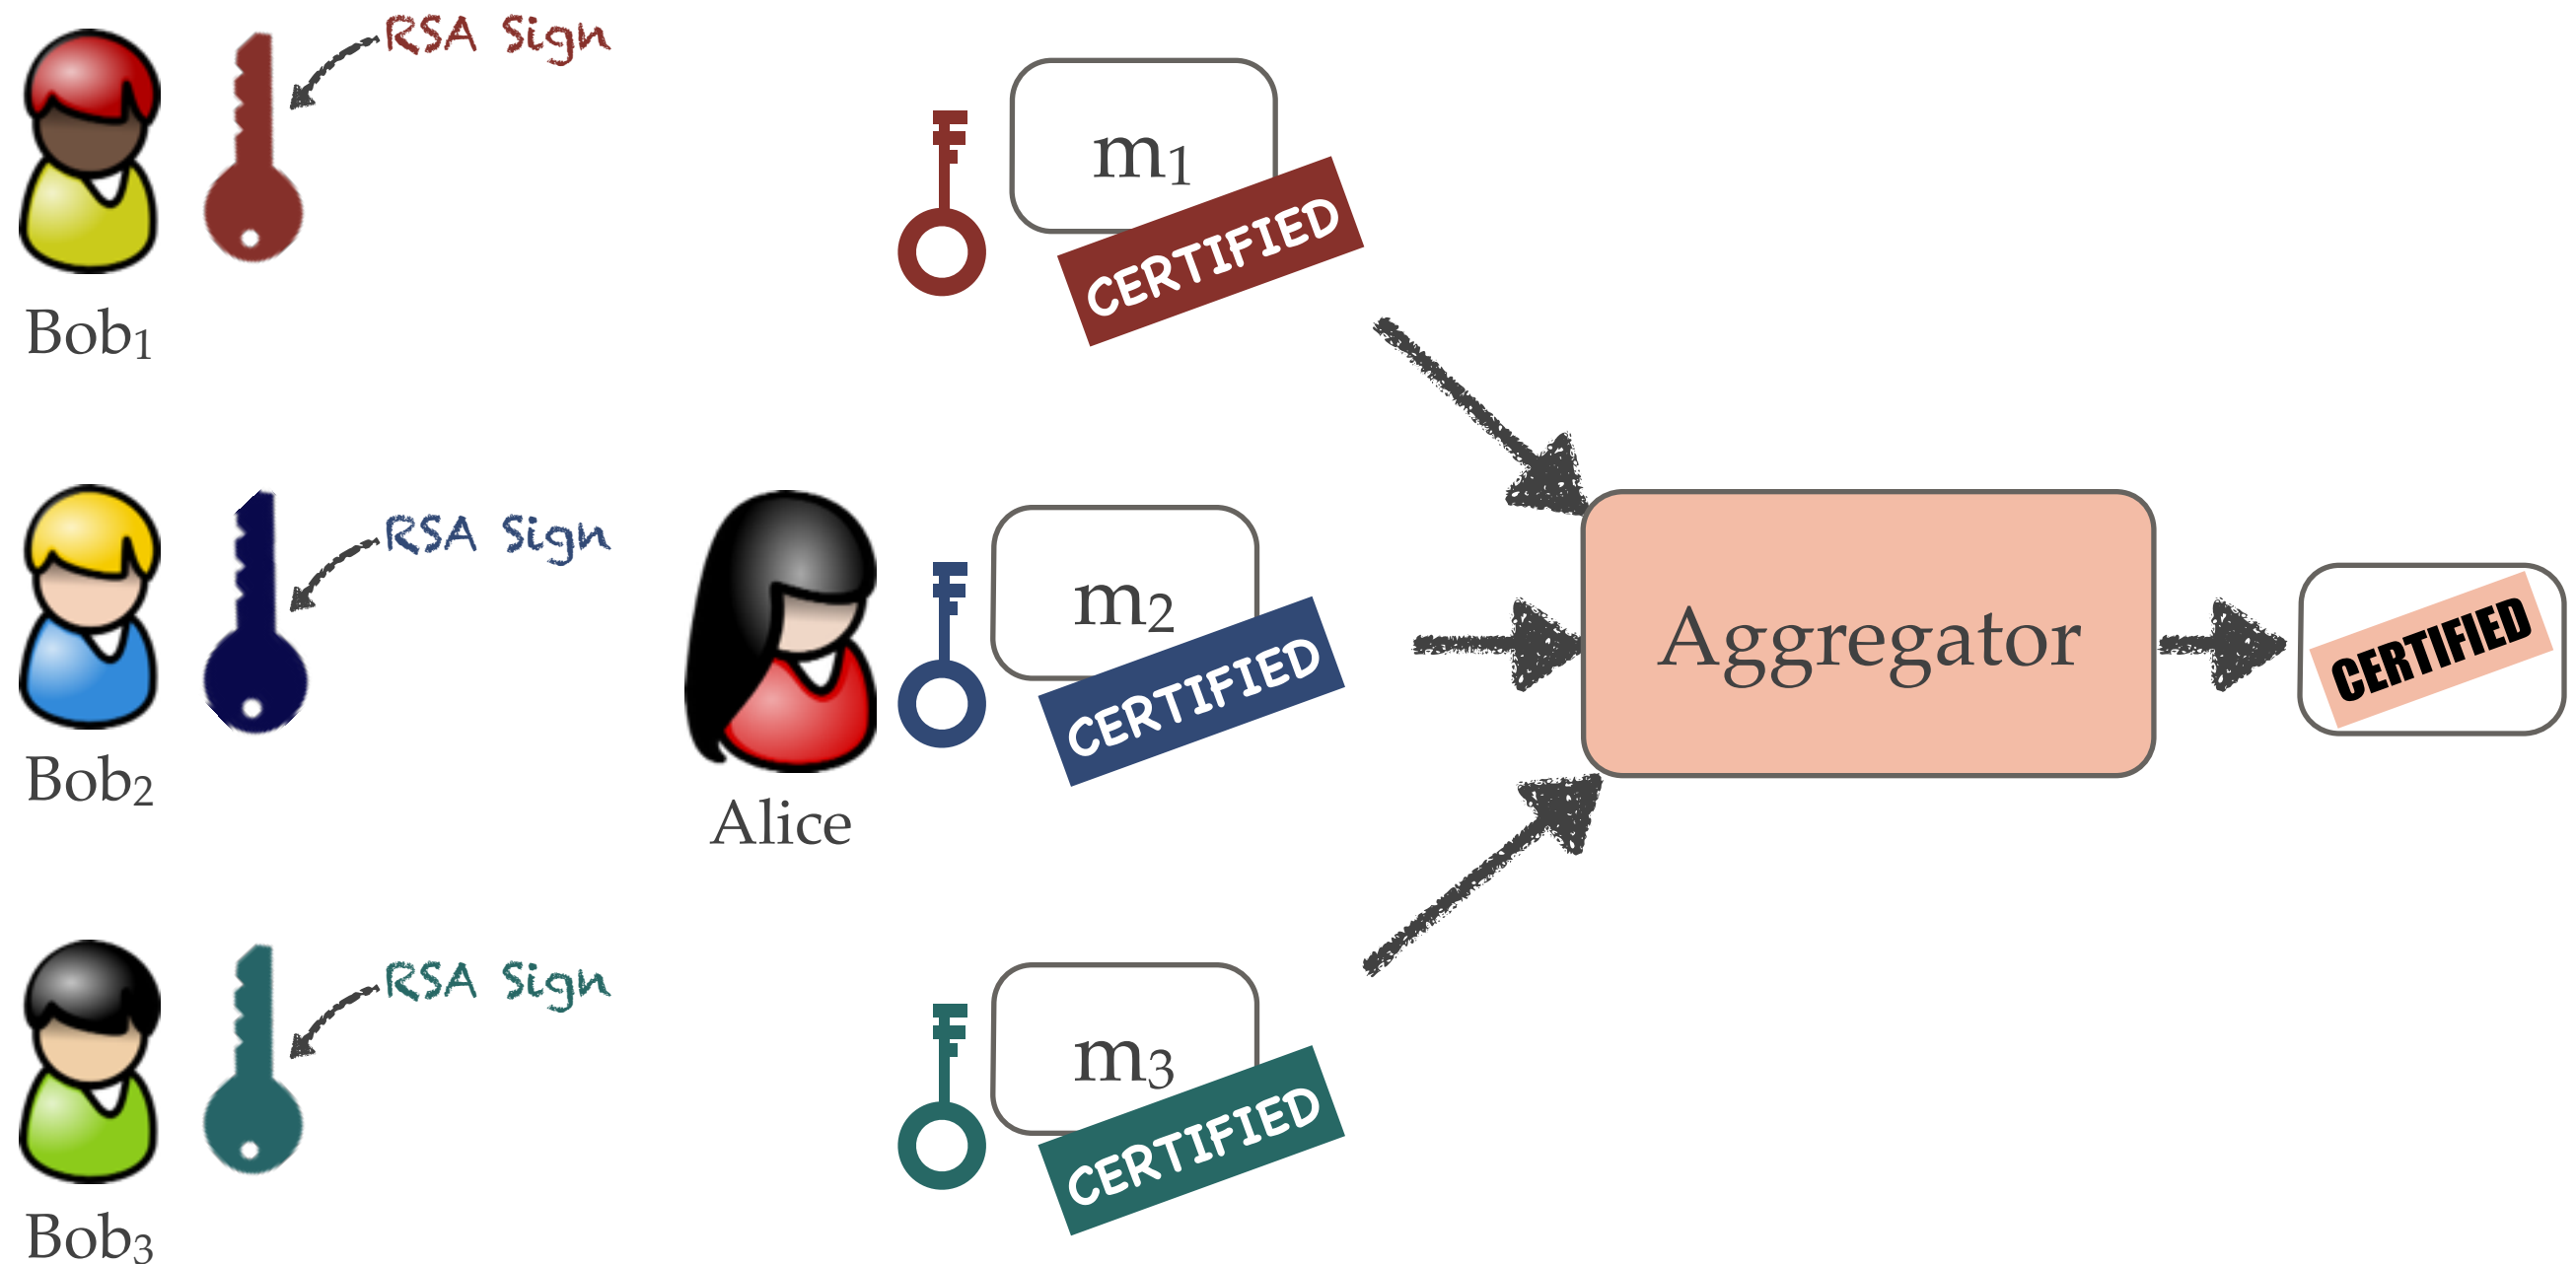 RSA Sign
m₁
CERTIFIED
Bob₁
RSA Sign
m₂
CERTIFIED
Aggregator
CERTIFIED
Bob₂
Alice
RSA Sign
m₃
CERTIFIED
Bob₃